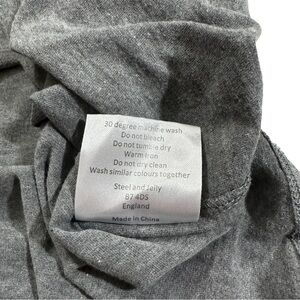 30 degree machine wash
Do not bleach
Do not tumble dry
Warm Iron
Do not dry clean
Wash similar colours together
Steel and Jelly
B7 4DS
England
Made in China